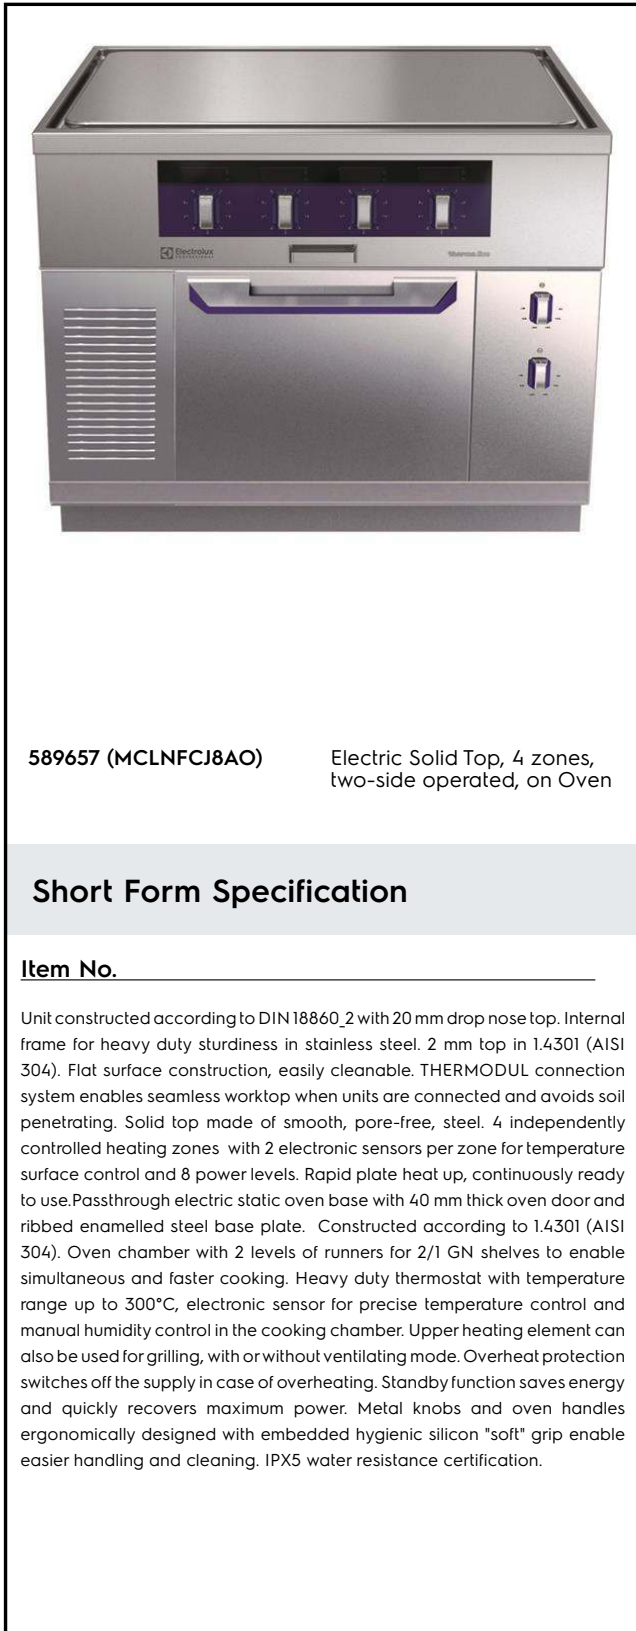 Electrolux
PROFESSIONAL
thermaline
589657 (MCLNFCJ8AO)
Electric Solid Top, 4 zones,
two-side operated, on Oven
Short Form Specification
Item No.
Unit constructed according to DIN 18860_2 with 20 mm drop nose top. Internal
frame for heavy duty sturdiness in stainless steel. 2 mm top in 1.4301 (AISI
304). Flat surface construction, easily cleanable. THERMODUL connection
system enables seamless worktop when units are connected and avoids soil
penetrating. Solid top made of smooth, pore-free, steel. 4 independently
controlled heating zones with 2 electronic sensors per zone for temperature
surface control and 8 power levels. Rapid plate heat up, continuously ready
to use.Passthrough electric static oven base with 40 mm thick oven door and
ribbed enamelled steel base plate. Constructed according to 1.4301 (AISI
304). Oven chamber with 2 levels of runners for 2/1 GN shelves to enable
simultaneous and faster cooking. Heavy duty thermostat with temperature
range up to 300°C, electronic sensor for precise temperature control and
manual humidity control in the cooking chamber. Upper heating element can
also be used for grilling, with or without ventilating mode. Overheat protection
switches off the supply in case of overheating. Standby function saves energy
and quickly recovers maximum power. Metal knobs and oven handles
ergonomically designed with embedded hygienic silicon "soft" grip enable
easier handling and cleaning. IPX5 water resistance certification.